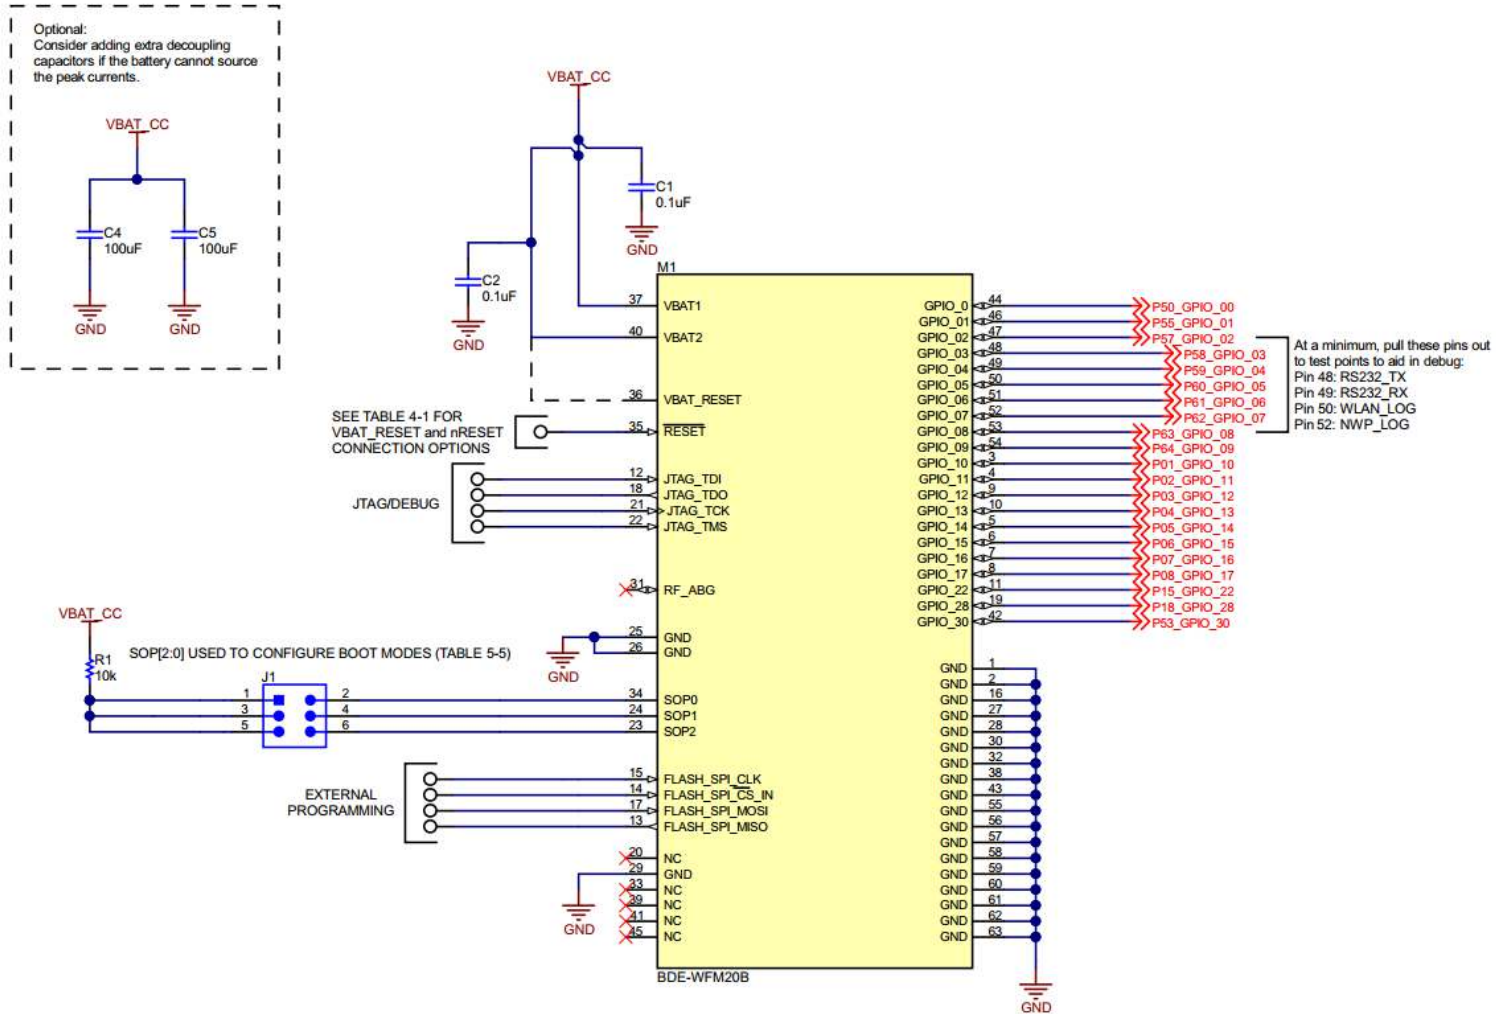 Optional:
Consider adding extra decoupling
capacitors if the battery cannot source
the peak currents.
VBAT_CC
C4
100uF
C5
100uF
GND
GND
VBAT_CC
C1
0.1uF
GND
C2
0.1uF
GND
M1
37 VBAT1
40 VBAT2
36 VBAT_RESET
SEE TABLE 4-1 FOR
VBAT_RESET and nRESET
CONNECTION OPTIONS
35 RESET
JTAG/DEBUG
12 JTAG_TDI
18 JTAG_TDO
21 JTAG_TCK
22 JTAG_TMS
31 RF_ABG
25 GND
26 GND
GND
VBAT_CC
R1
10k
SOP[2:0] USED TO CONFIGURE BOOT MODES (TABLE 5-5)
J1
1 2 34 SOP0
3 4 24 SOP1
5 6 23 SOP2
EXTERNAL
PROGRAMMING
15 FLASH_SPI_CLK
14 FLASH_SPI_CS_IN
17 FLASH_SPI_MOSI
13 FLASH_SPI_MISO
20 NC
29 GND
33 NC
39 NC
41 NC
45 NC
GND
GPIO_0 44 P50_GPIO_00
GPIO_01 46 P55_GPIO_01
GPIO_02 47 P57_GPIO_02
GPIO_03 48 P58_GPIO_03
GPIO_04 49 P59_GPIO_04
GPIO_05 50 P60_GPIO_05
GPIO_06 51 P61_GPIO_06
GPIO_07 52 P62_GPIO_07
GPIO_08 53 P63_GPIO_08
GPIO_09 54 P64_GPIO_09
GPIO_10 3 P01_GPIO_10
GPIO_11 4 P02_GPIO_11
GPIO_12 9 P03_GPIO_12
GPIO_13 10 P04_GPIO_13
GPIO_14 5 P05_GPIO_14
GPIO_15 6 P06_GPIO_15
GPIO_16 7 P07_GPIO_16
GPIO_17 8 P08_GPIO_17
GPIO_22 11 P15_GPIO_22
GPIO_28 19 P18_GPIO_28
GPIO_30 42 P53_GPIO_30
At a minimum, pull these pins out
to test points to aid in debug:
Pin 48: RS232_TX
Pin 49: RS232_RX
Pin 50: WLAN_LOG
Pin 52: NWP_LOG
GND 1
GND 2
GND 16
GND 27
GND 28
GND 30
GND 32
GND 38
GND 43
GND 55
GND 56
GND 57
GND 58
GND 59
GND 60
GND 61
GND 62
GND 63
BDE-WFM20B
GND